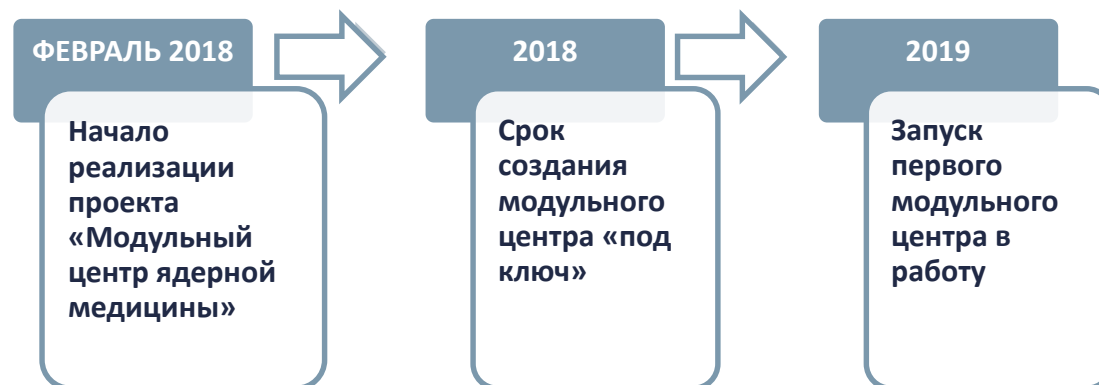 ФЕВРАЛЬ 2018
Начало
реализации
проекта
«Модульный
центр ядерной
медицины»
2018
Срок
создания
модульного
центра «под
ключ»
2019
Запуск
первого
модульного
центра в
работу